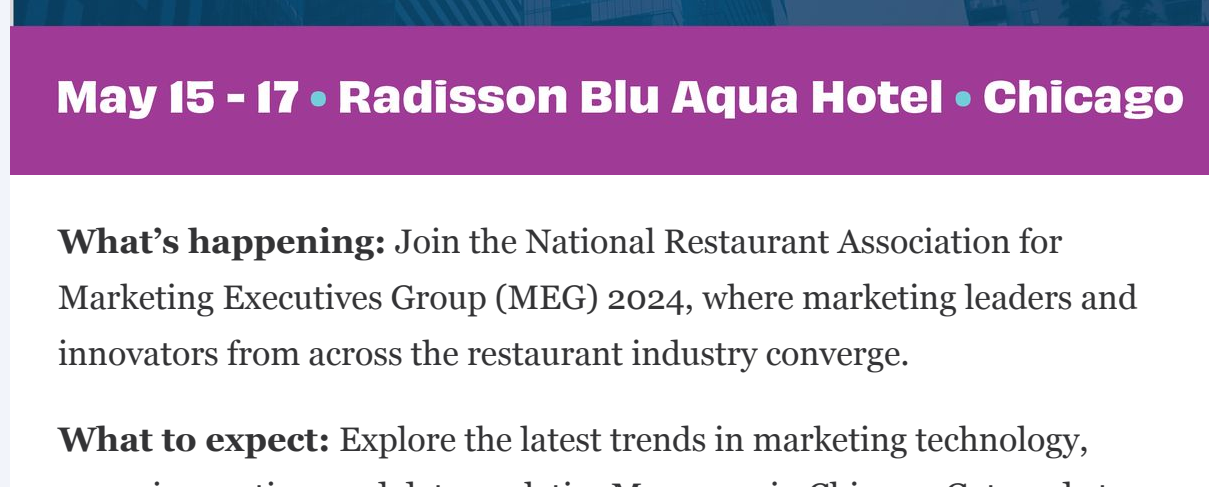 May 15 - 17 • Radisson Blu Aqua Hotel • Chicago
What’s happening: Join the National Restaurant Association for
Marketing Executives Group (MEG) 2024, where marketing leaders and
innovators from across the restaurant industry converge.
What to expect: Explore the latest trends in marketing technology,